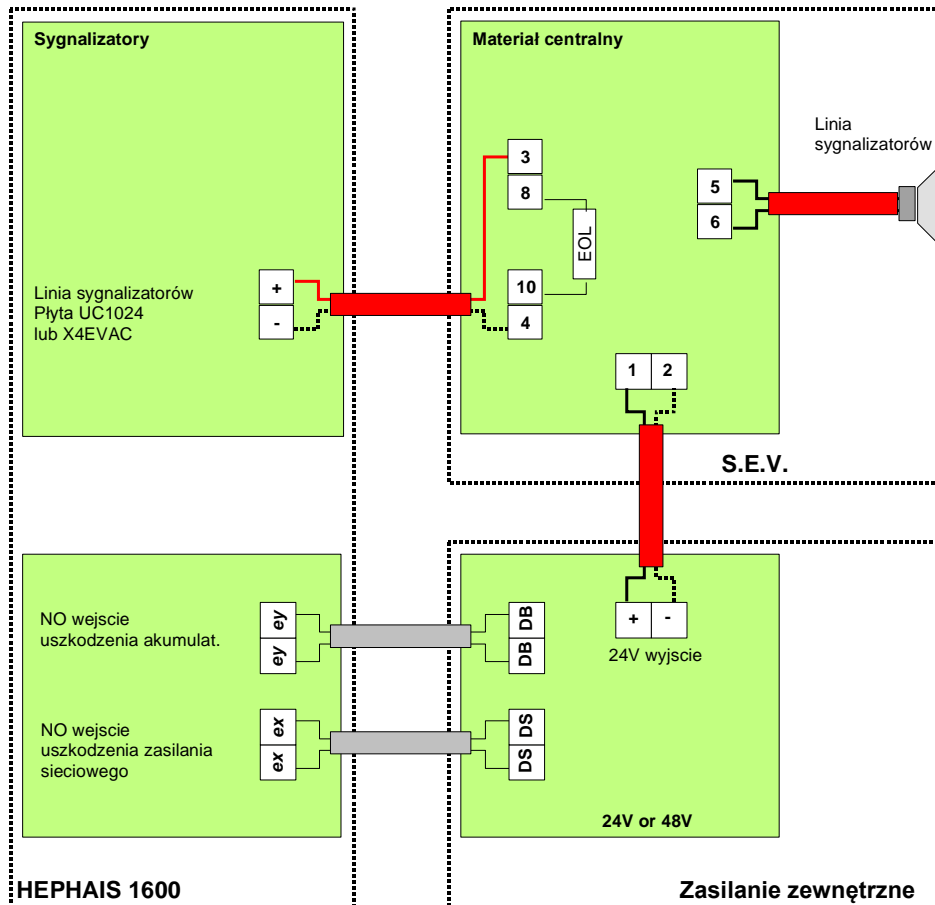 Sygnalizatory
Linia sygnalizatorów
Płyta UC1024
lub X4EVAC
+
-
Materiał centralny
3
8
EOL
10
4
5
6
1 2
Linia
sygnalizatorów
S.E.V.
NO wejscie
uszkodzenia akumulat.
ey
ey
NO wejscie
uszkodzenia zasilania
sieciowego
ex
ex
HEPHAIS 1600
DB
DB
DS
DS
+ -
24V wyjscie
24V or 48V
Zasilanie zewnętrzne